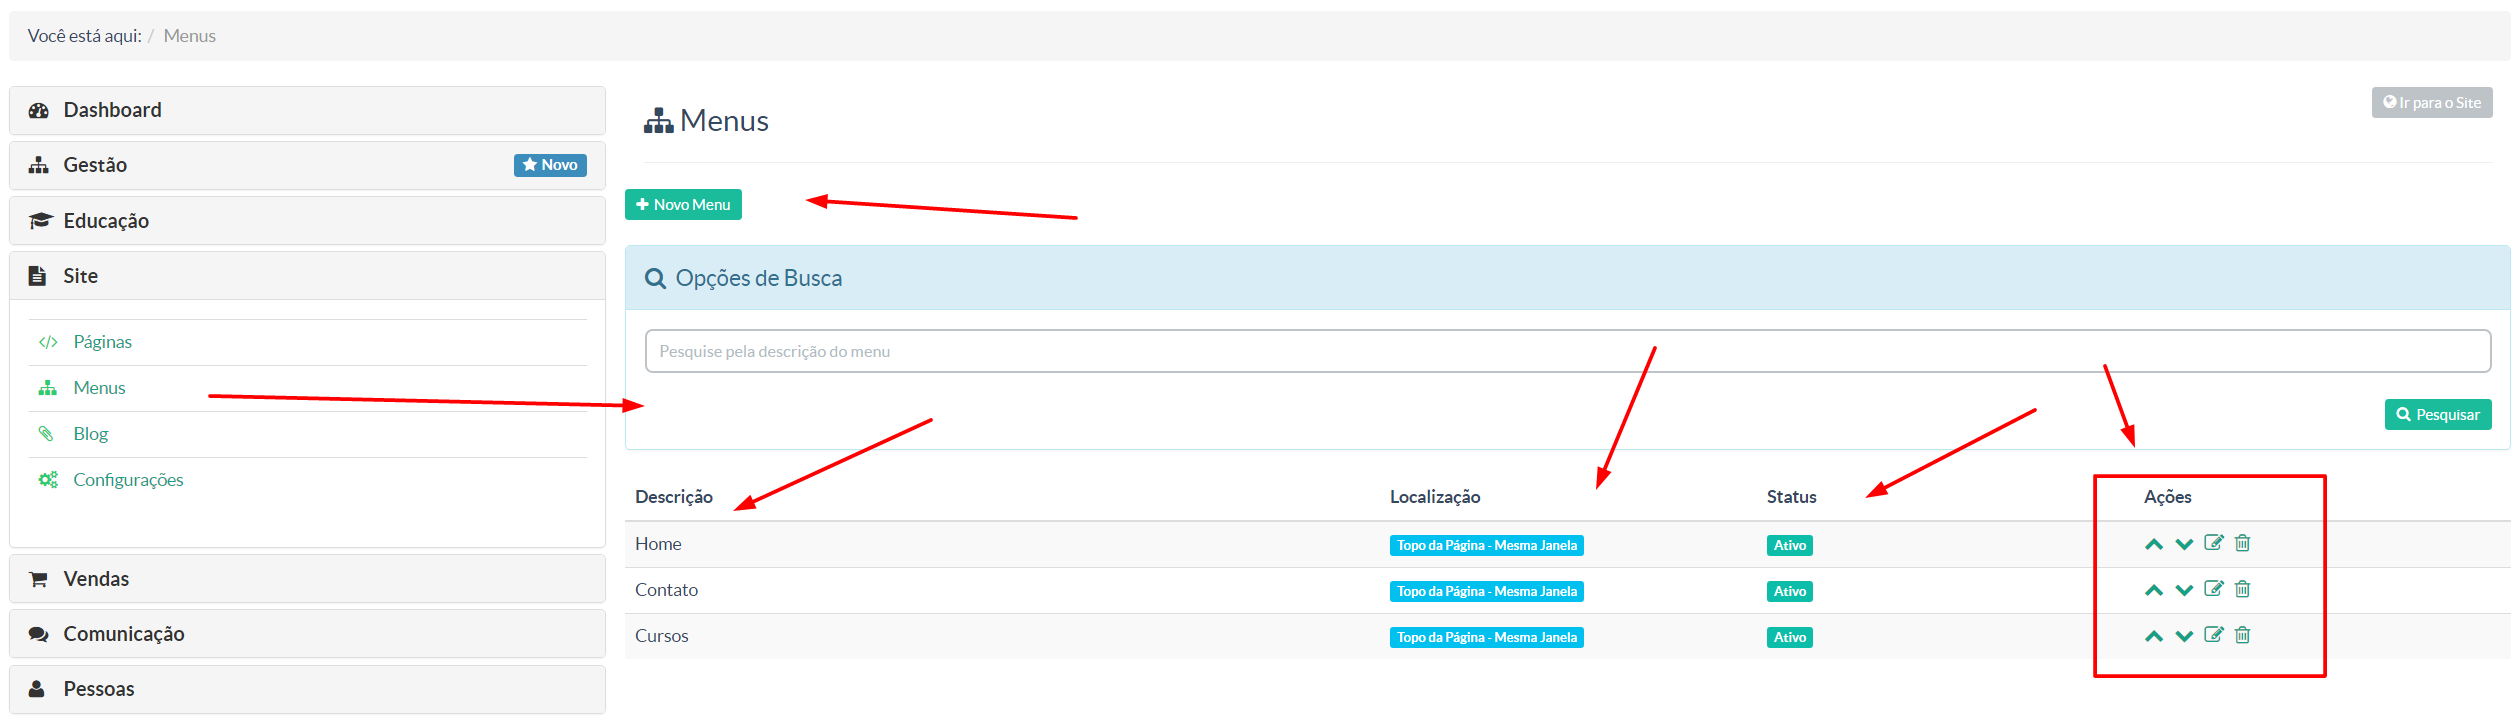 Você está aqui: / Menus
Dashboard
Gestão
Novo
Educação
Site
Páginas
Menus
Blog
Configurações
Vendas
Comunicação
Pessoas
Menus
Ir para o Site
Novo Menu
Opções de Busca
Pesquise pela descrição do menu
Pesquisar
Descrição Localização Status Ações
Home Topo da Página - Mesma Janela Ativo
Contato Topo da Página - Mesma Janela Ativo
Cursos Topo da Página - Mesma Janela Ativo